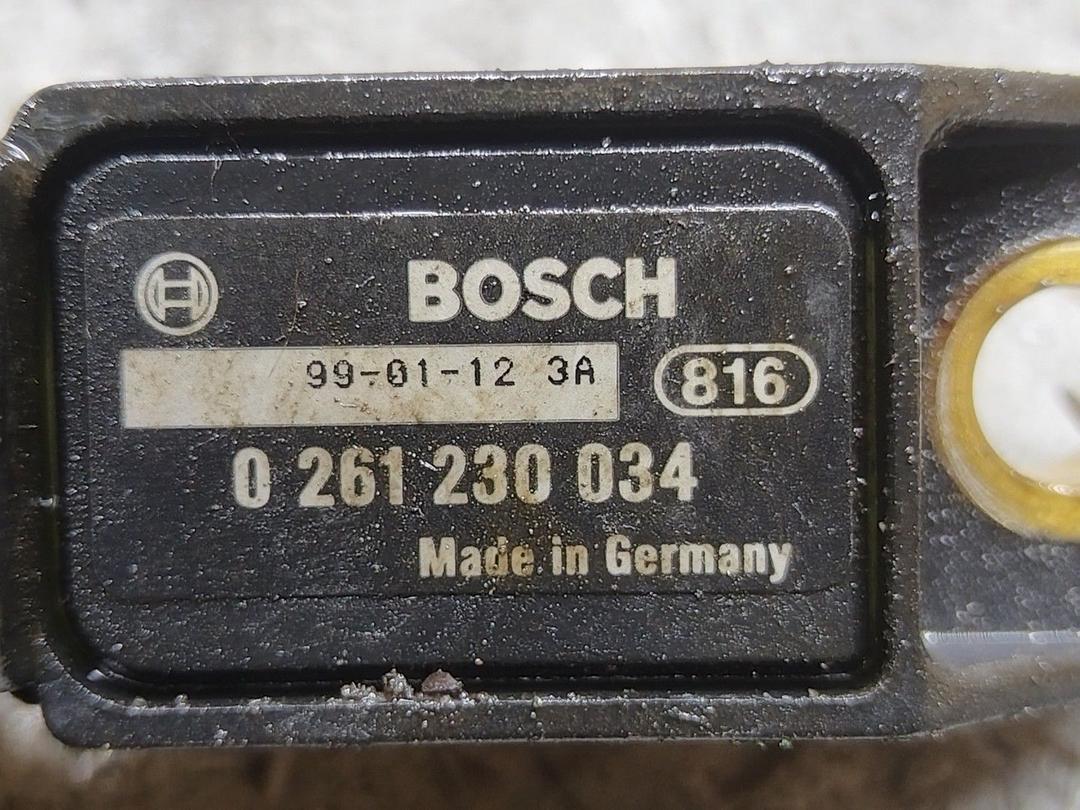 BOSCH
99-01-12 3A
816
0 261 230 034
Made in Germany